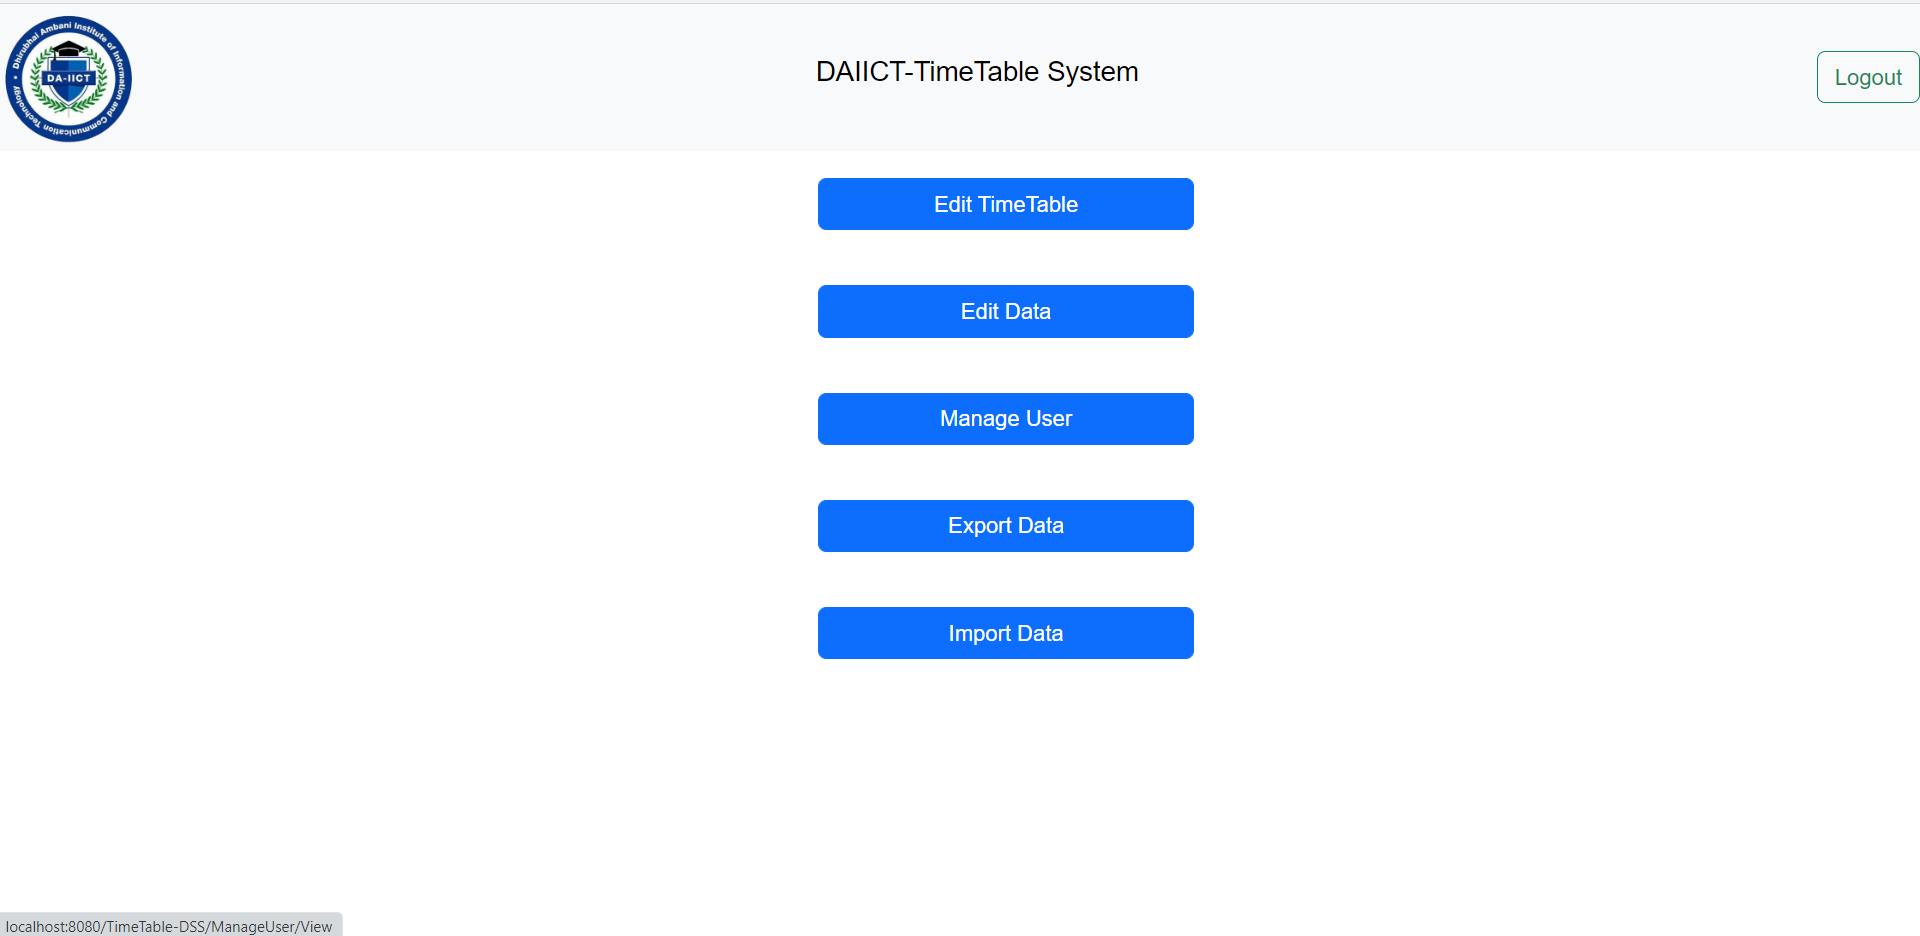 Dhirubhai Ambani Institute of Information and Communication Technology
DA-IICT
DAIICT-TimeTable System
Logout
Edit TimeTable
Edit Data
Manage User
Export Data
Import Data
localhost:8080/TimeTable-DSS/ManageUser/View